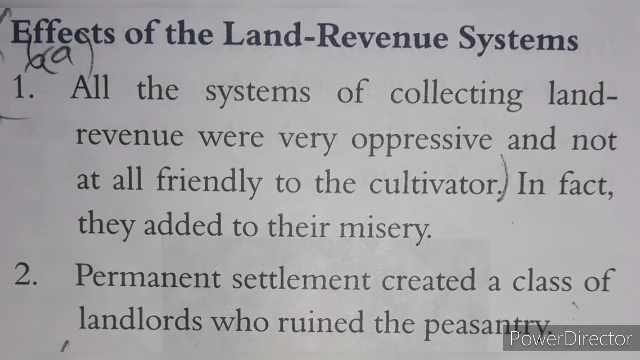 Effects of the Land-Revenue Systems
1. All the systems of collecting land-
revenue were very oppressive and not
at all friendly to the cultivator. In fact,
they added to their misery.
2. Permanent settlement created a class of
landlords who ruined the peasantry.
PowerDirector